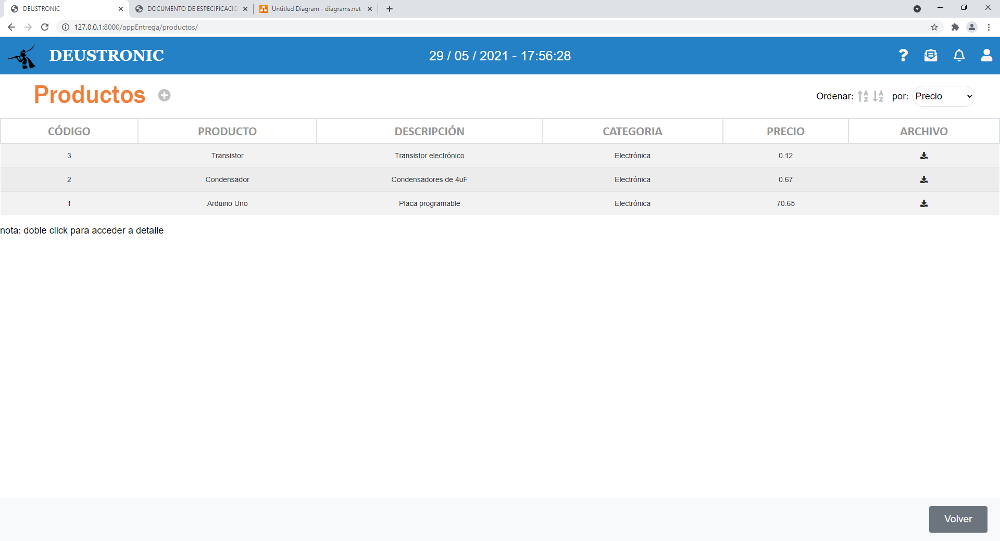 DEUSTRONIC
DOCUMENTO DE ESPECIFICACIO
Untitled Diagram - diagrams.net
127.0.0.1:8000/appEntrega/productos/
DEUSTRONIC
29 / 05 / 2021 - 17:56:28
Productos
Ordenar: por: Precio
CÓDIGO PRODUCTO DESCRIPCIÓN CATEGORIA PRECIO ARCHIVO
3 Transistor Transistor electrónico Electrónica 0.12
2 Condensador Condensadores de 4uF Electrónica 0.67
1 Arduino Uno Placa programable Electrónica 70.65
nota: doble click para acceder a detalle
Volver